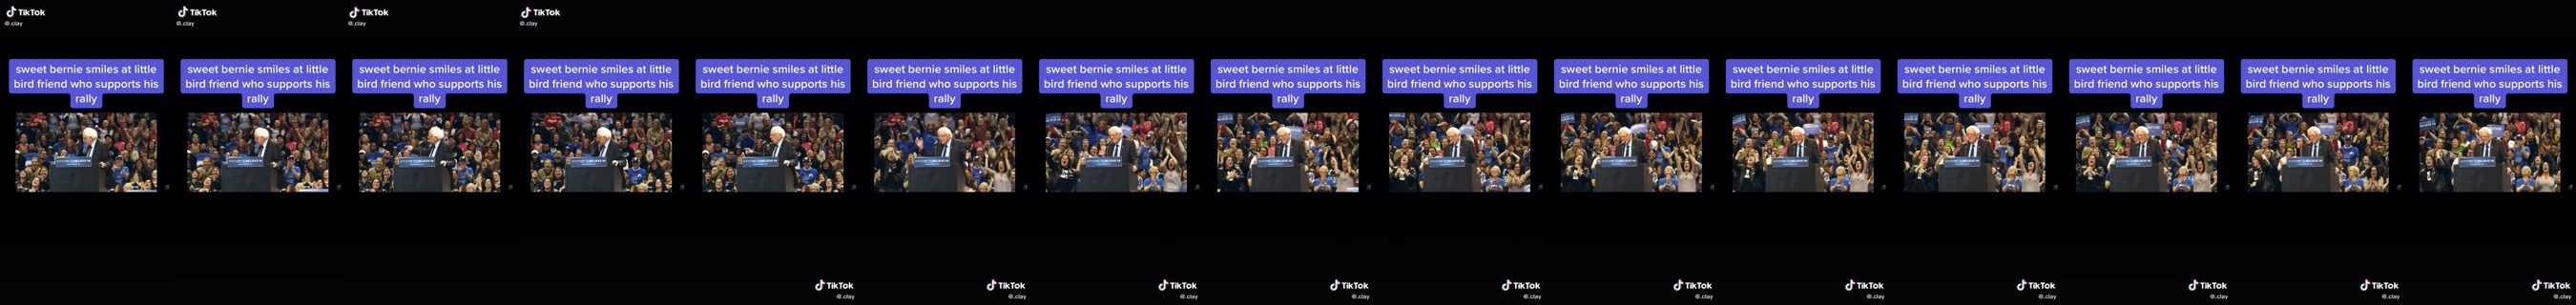 TikTok
@.clay
TikTok
@.clay
TikTok
@.clay
TikTok
@.clay
sweet bernie smiles at little
bird friend who supports his
rally
sweet bernie smiles at little
bird friend who supports his
rally
sweet bernie smiles at little
bird friend who supports his
rally
sweet bernie smiles at little
bird friend who supports his
rally
sweet bernie smiles at little
bird friend who supports his
rally
sweet bernie smiles at little
bird friend who supports his
rally
sweet bernie smiles at little
bird friend who supports his
rally
sweet bernie smiles at little
bird friend who supports his
rally
sweet bernie smiles at little
bird friend who supports his
rally
sweet bernie smiles at little
bird friend who supports his
rally
sweet bernie smiles at little
bird friend who supports his
rally
sweet bernie smiles at little
bird friend who supports his
rally
sweet bernie smiles at little
bird friend who supports his
rally
sweet bernie smiles at little
bird friend who supports his
rally
sweet bernie smiles at little
bird friend who supports his
rally
TikTok
@.clay
TikTok
@.clay
TikTok
@.clay
TikTok
@.clay
TikTok
@.clay
TikTok
@.clay
TikTok
@.clay
TikTok
@.clay
TikTok
@.clay
TikTok
@.clay
TikTok
@.clay